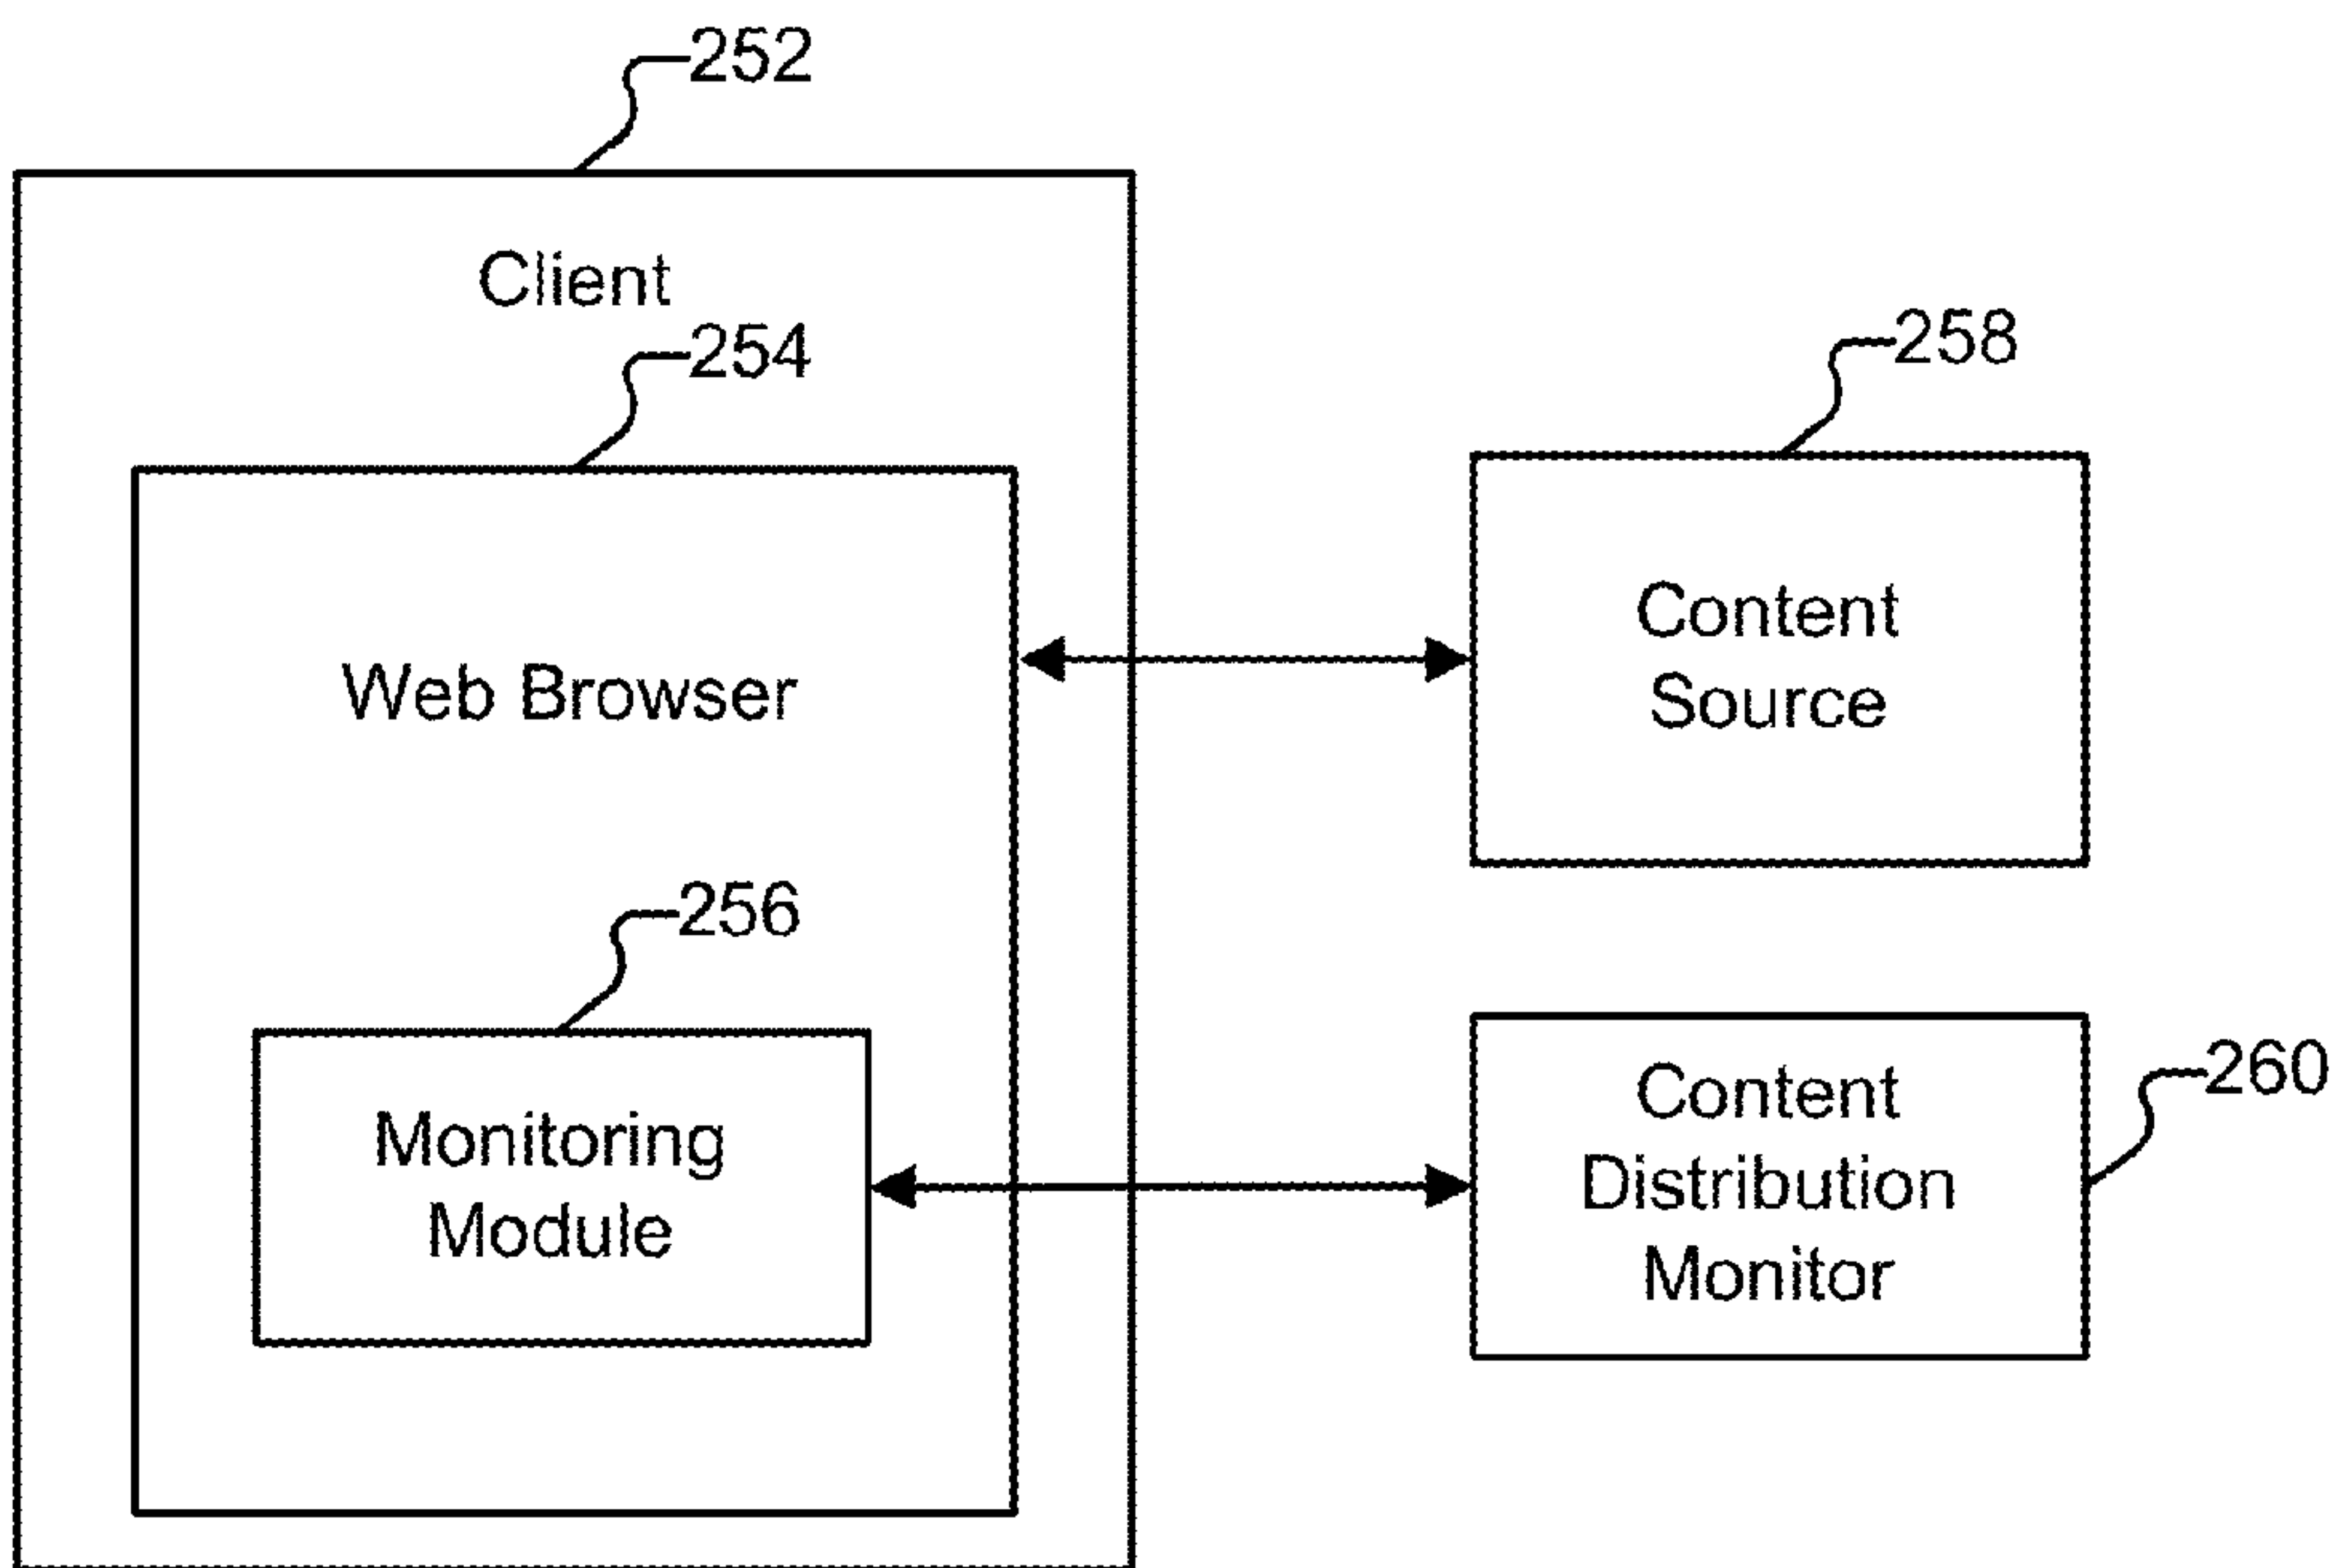 252
Client
254
258
Web Browser
Content
Source
256
Monitoring
Module
Content
Distribution
Monitor
260